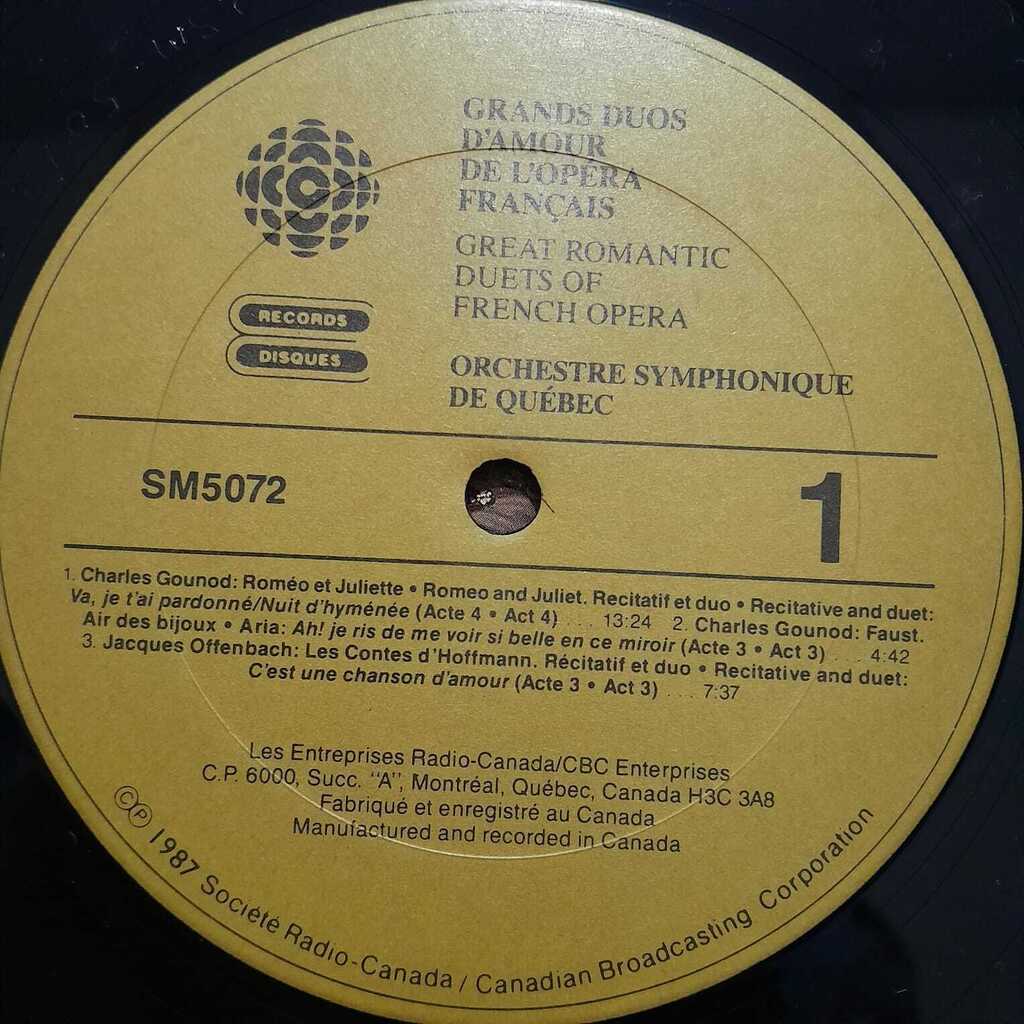 GRANDS DUOS
D'AMOUR
DE L'OPÉRA
FRANÇAIS
GREAT ROMANTIC
DUETS OF
FRENCH OPERA
RECORDS
DISQUES
ORCHESTRE SYMPHONIQUE
DE QUÉBEC
SM5072
1
1. Charles Gounod: Roméo et Juliette • Romeo and Juliet. Recitatif et duo • Recitative and duet:
Va, je t'ai pardonné/Nuit d'hyménée (Acte 4 • Act 4) . . . 13:24 2. Charles Gounod: Faust.
Air des bijoux • Aria: Ah! je ris de me voir si belle en ce miroir (Acte 3 • Act 3) . . . 4:42
3. Jacques Offenbach: Les Contes d'Hoffmann. Récitatif et duo • Recitative and duet:
C'est une chanson d'amour (Acte 3 • Act 3) . . . 7:37
Les Entreprises Radio-Canada/CBC Enterprises
C.P. 6000, Succ. "A", Montréal, Québec, Canada H3C 3A8
Fabriqué et enregistré au Canada
Manufactured and recorded in Canada
©℗ 1987 Société Radio-Canada / Canadian Broadcasting Corporation